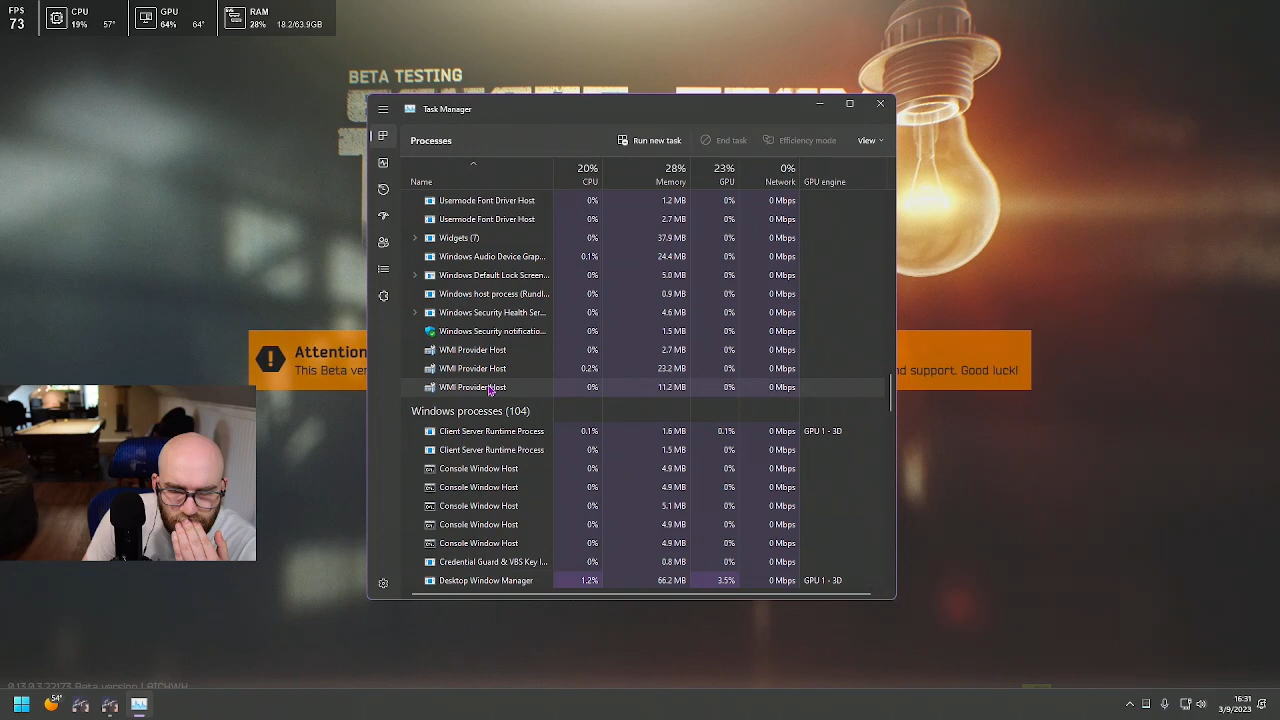 FPS
73
CPU
19% 57°
GPU
64% 64°
RAM
28% 18.2/63.9GB
BETA TESTING
Task Manager
Processes
Run new task
End task
Efficiency mode
View
20% 28% 23% 0%
Name CPU Memory GPU Network GPU engine
Usermode Font Driver Host 0% 1.2 MB 0% 0 Mbps
Usermode Font Driver Host 0% 2.7 MB 0% 0 Mbps
Widgets (7) 0% 37.9 MB 0% 0 Mbps
Windows Audio Device Grap... 0.1% 24.4 MB 0% 0 Mbps
Windows Default Lock Screen... 0% 5.0 MB 0% 0 Mbps
Windows host process (Rundl... 0% 0.9 MB 0% 0 Mbps
Windows Security Health Ser... 0% 4.6 MB 0% 0 Mbps
Windows Security notificatio... 0% 1.5 MB 0% 0 Mbps
WMI Provider Host 0% 2.7 MB 0% 0 Mbps
WMI Provider Host 0.2% 23.2 MB 0% 0 Mbps
WMI Provider Host 0% 11.2 MB 0% 0 Mbps
Windows processes (104)
Client Server Runtime Process 0.1% 1.6 MB 0.1% 0 Mbps GPU 1 - 3D
Client Server Runtime Process 0% 1.5 MB 0% 0 Mbps
Console Window Host 0% 4.9 MB 0% 0 Mbps
Console Window Host 0% 4.9 MB 0% 0 Mbps
Console Window Host 0% 5.1 MB 0% 0 Mbps
Console Window Host 0% 4.9 MB 0% 0 Mbps
Console Window Host 0% 4.9 MB 0% 0 Mbps
Credential Guard & VBS Key I... 0% 0.8 MB 0% 0 Mbps
Desktop Window Manager 1.2% 66.2 MB 3.5% 0 Mbps GPU 1 - 3D
Attention
This Beta ver
nd support. Good luck!
54°
16:31
3/9/2023